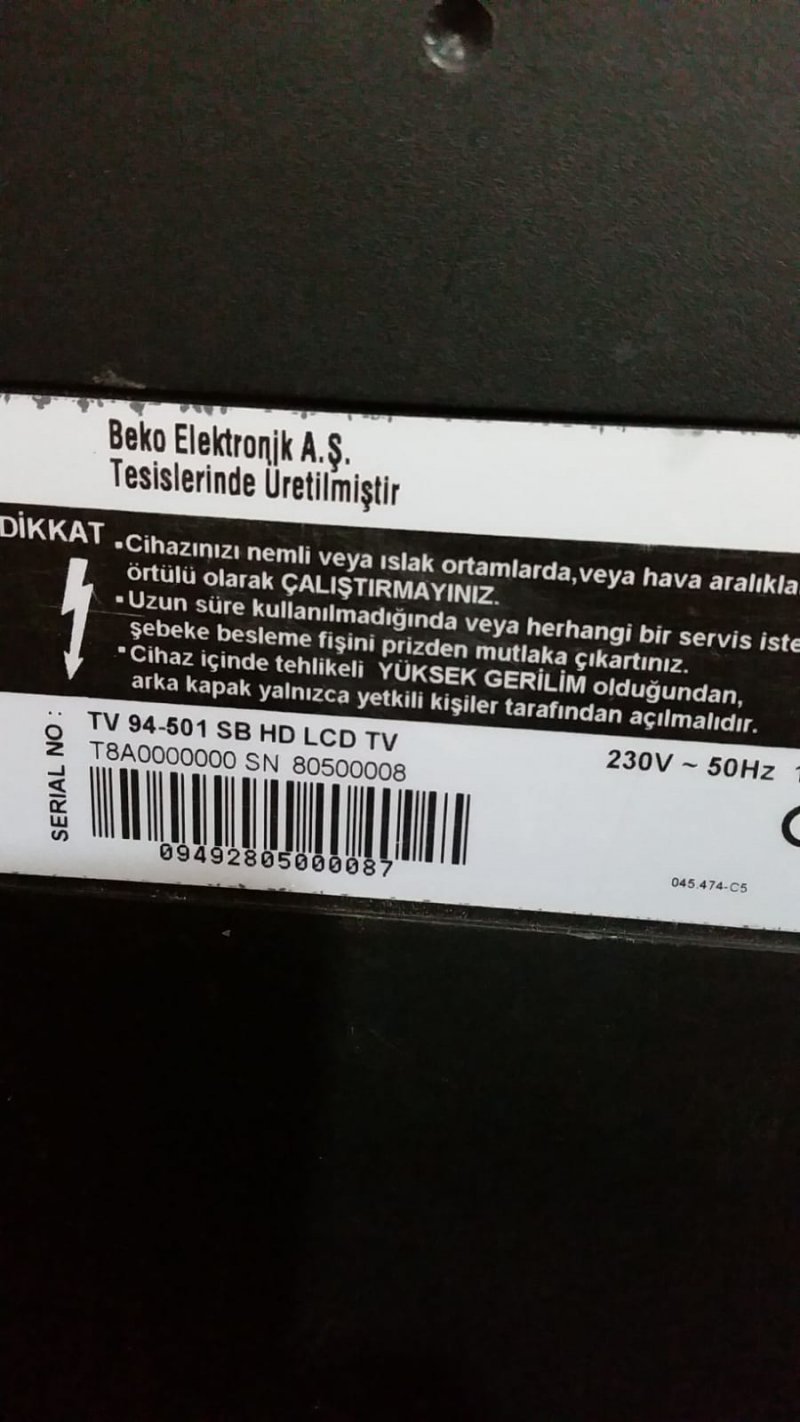 Beko Elektronik A.Ş.
Tesislerinde Üretilmiştir
DİKKAT
▪Cihazınızı nemli veya ıslak ortamlarda,veya hava
örtülü olarak ÇALIŞTIRMAYINIZ.
▪Uzun süre kullanılmadığında veya herhangi bir servis
şebeke besleme fişini prizden mutlaka çıkartınız.
▪Cihaz içinde tehlikeli YÜKSEK GERİLİM olduğundan,
arka kapak yalnızca yetkili kişiler tarafından açılmalıdır.
SERIAL NO :
TV 94-501 SB HD LCD TV
T8A0000000 SN 80500008
230V ~ 50Hz
09492805000087
045.474-C5